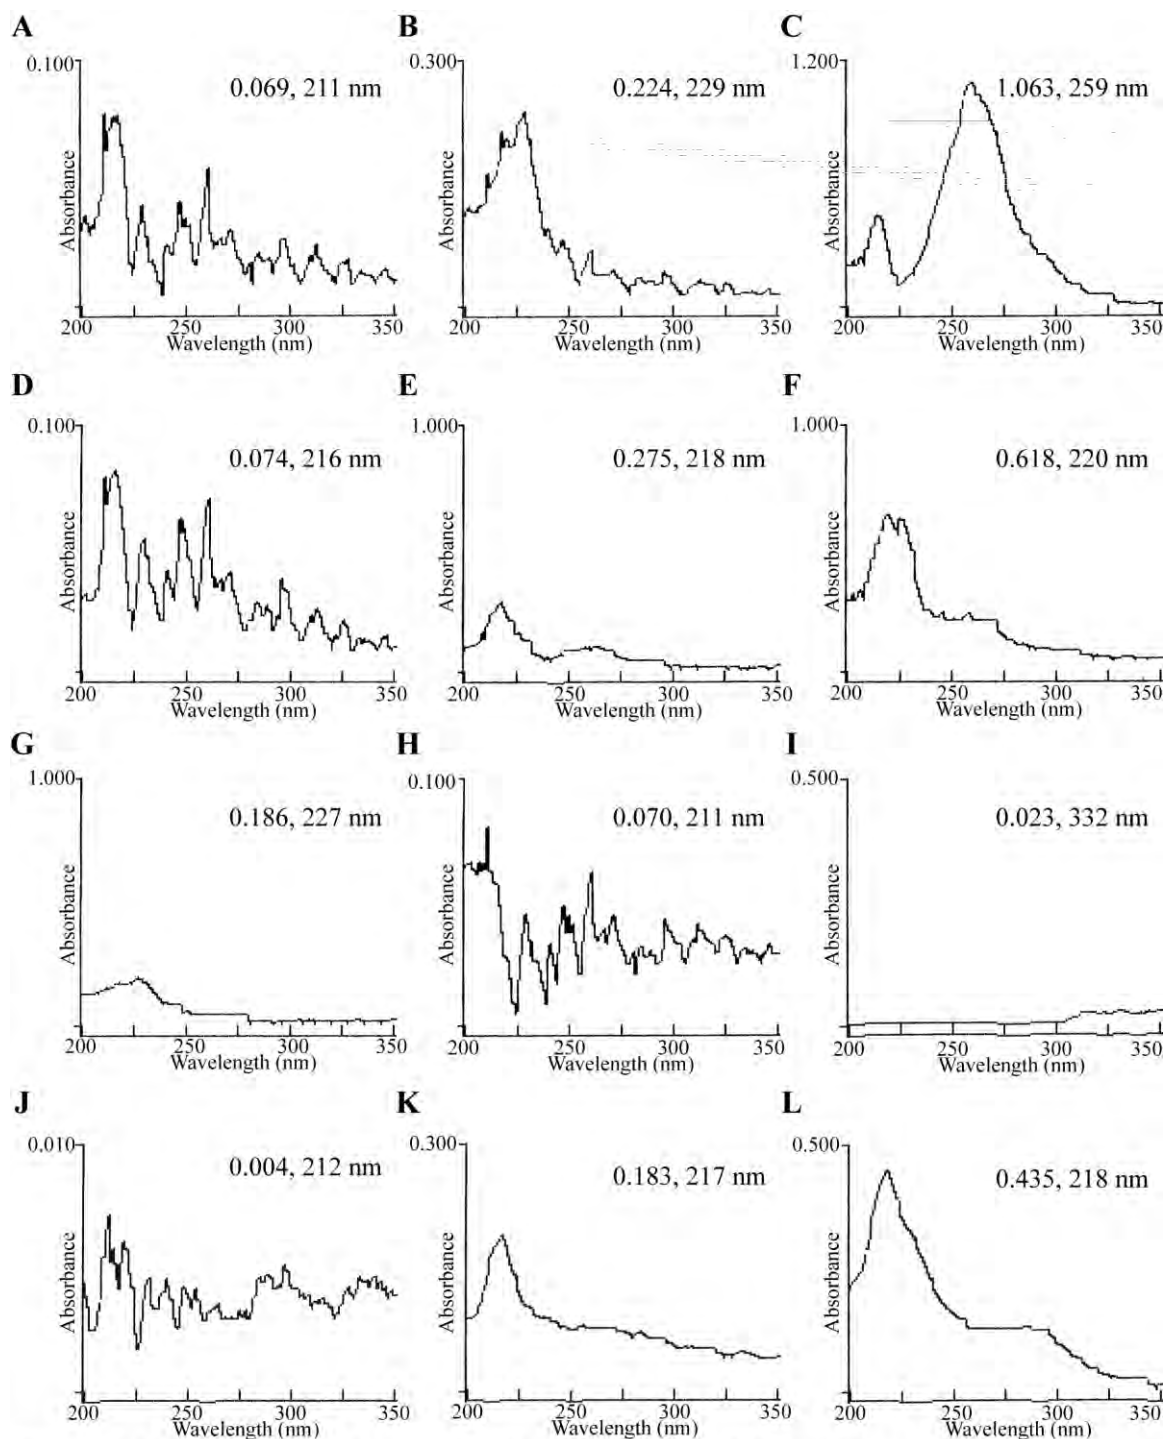 A B C
0.100 0.300 1.200
0.069, 211 nm 0.224, 229 nm 1.063, 259 nm
Absorbance Absorbance Absorbance
200 250 300 350 200 250 300 350 200 250 300 350
Wavelength (nm) Wavelength (nm) Wavelength (nm)
D E F
0.100 1.000 1.000
0.074, 216 nm 0.275, 218 nm 0.618, 220 nm
Absorbance Absorbance Absorbance
200 250 300 350 200 250 300 350 200 250 300 350
Wavelength (nm) Wavelength (nm) Wavelength (nm)
G H I
1.000 0.100 0.500
0.186, 227 nm 0.070, 211 nm 0.023, 332 nm
Absorbance Absorbance Absorbance
200 250 300 350 200 250 300 350 200 250 300 350
Wavelength (nm) Wavelength (nm) Wavelength (nm)
J K L
0.010 0.300 0.500
0.004, 212 nm 0.183, 217 nm 0.435, 218 nm
Absorbance Absorbance Absorbance
200 250 300 350 200 250 300 350 200 250 300 350
Wavelength (nm) Wavelength (nm) Wavelength (nm)